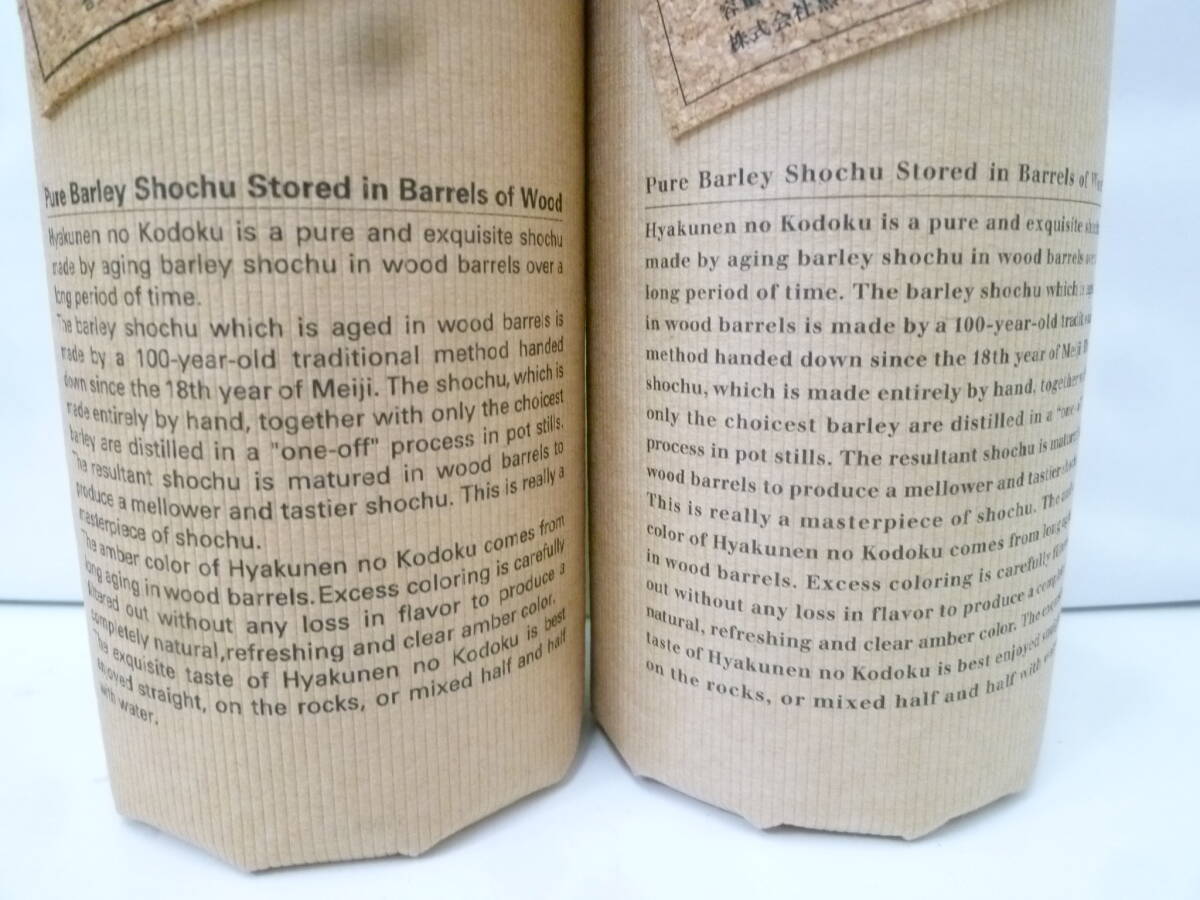 容量
株式会社黒
Pure Barley Shochu Stored in Barrels of Wood
Hyakunen no Kodoku is a pure and exquisite shochu
made by aging barley shochu in wood barrels over a
long period of time.
The barley shochu which is aged in wood barrels is
made by a 100-year-old traditional method handed
down since the 18th year of Meiji. The shochu, which is
made entirely by hand, together with only the choicest
barley are distilled in a "one-off" process in pot stills.
The resultant shochu is matured in wood barrels to
produce a mellower and tastier shochu. This is really a
masterpiece of shochu.
The amber color of Hyakunen no Kodoku comes from
long aging in wood barrels. Excess coloring is carefully
filtered out without any loss in flavor to produce a
completely natural,refreshing and clear amber color.
The exquisite taste of Hyakunen no Kodoku is best
enjoyed straight, on the rocks, or mixed half and half
with water.
Pure Barley Shochu Stored in Barrels of
Hyakunen no Kodoku is a pure and exquisite
made by aging barley shochu in wood barrels
long period of time. The barley shochu which
in wood barrels is made by a 100-year-old
method handed down since the 18th year of Meiji
shochu, which is made entirely by hand, together
only the choicest barley are distilled in a "one-
process in pot stills. The resultant shochu is
wood barrels to produce a mellower and tastier
This is really a masterpiece of shochu. The
color of Hyakunen no Kodoku comes from long
in wood barrels. Excess coloring is carefully
out without any loss in flavor to produce a
natural, refreshing and clear amber color. The
taste of Hyakunen no Kodoku is best enjoyed
on the rocks, or mixed half and half with